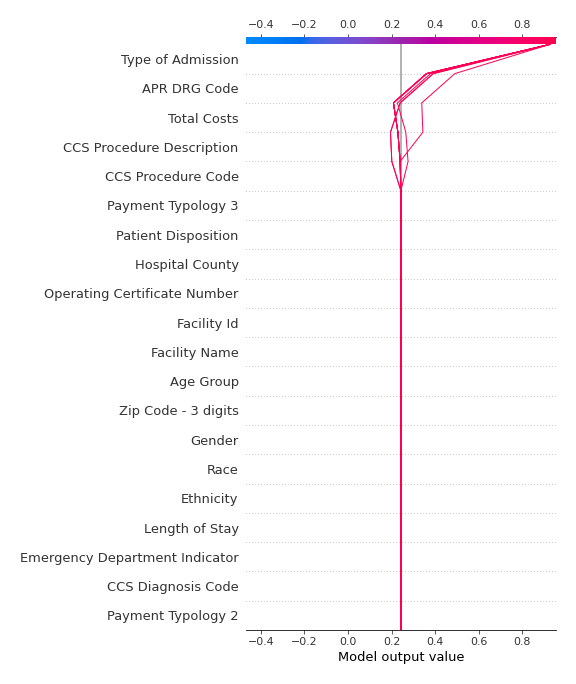 −0.4 −0.2 0.0 0.2 0.4 0.6 0.8
Type of Admission
APR DRG Code
Total Costs
CCS Procedure Description
CCS Procedure Code
Payment Typology 3
Patient Disposition
Hospital County
Operating Certificate Number
Facility Id
Facility Name
Age Group
Zip Code - 3 digits
Gender
Race
Ethnicity
Length of Stay
Emergency Department Indicator
CCS Diagnosis Code
Payment Typology 2
−0.4 −0.2 0.0 0.2 0.4 0.6 0.8
Model output value